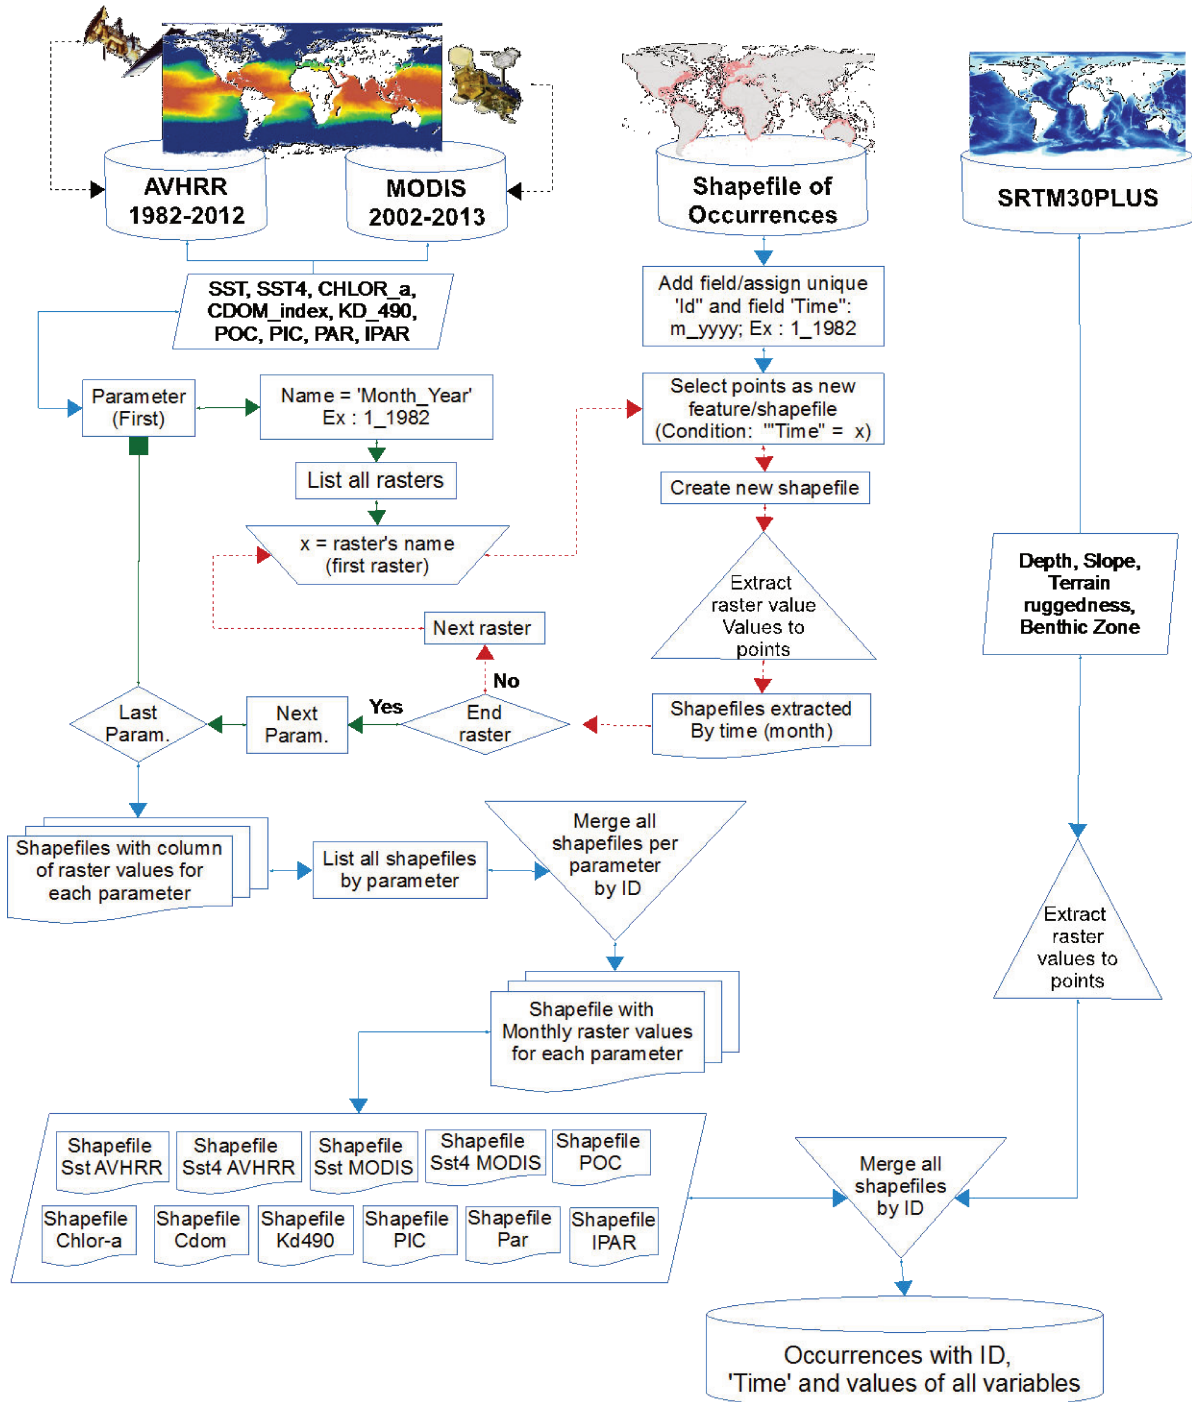 AVHRR
1982-2012
MODIS
2002-2013
Shapefile of
Occurrences
SRTM30PLUS
SST, SST4, CHLOR_a,
CDOM_index, KD_490,
POC, PIC, PAR, IPAR
Add field/assign unique
'Id" and field 'Time":
m_yyyy; Ex : 1_1982
Parameter
(First)
Name = 'Month_Year'
Ex : 1_1982
Select points as new
feature/shapefile
(Condition: '"Time" = x)
List all rasters
Create new shapefile
x = raster's name
(first raster)
Extract
raster value
Values to
points
Depth, Slope,
Terrain
ruggedness,
Benthic Zone
Next raster
No
Yes
Last
Param.
Next
Param.
End
raster
Shapefiles extracted
By time (month)
Shapefiles with column
of raster values for
each parameter
List all shapefiles
by parameter
Merge all
shapefiles per
parameter
by ID
Extract
raster
values to
points
Shapefile with
Monthly raster values
for each parameter
Shapefile
Sst AVHRR
Shapefile
Sst4 AVHRR
Shapefile
Sst MODIS
Shapefile
Sst4 MODIS
Shapefile
POC
Shapefile
Chlor-a
Shapefile
Cdom
Shapefile
Kd490
Shapefile
PIC
Shapefile
Par
Shapefile
IPAR
Merge all
shapefiles
by ID
Occurrences with ID,
'Time' and values of all variables